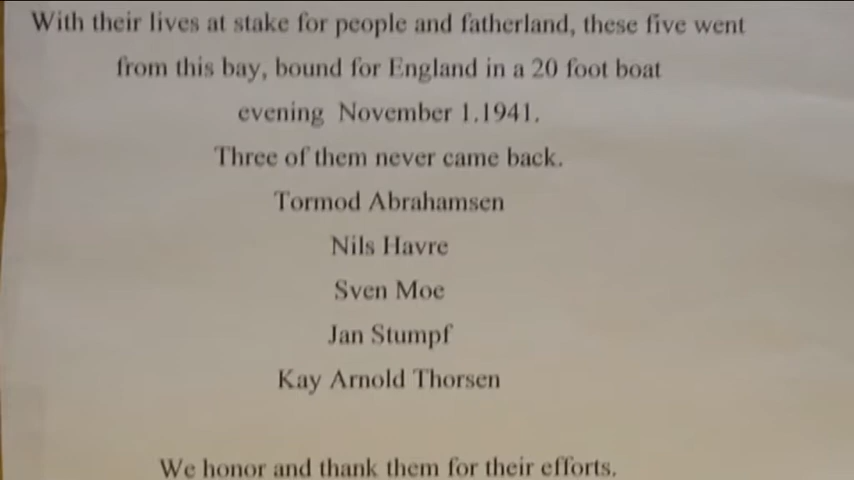 With their lives at stake for people and fatherland, these five went
from this bay, bound for England in a 20 foot boat
evening November 1.1941.
Three of them never came back.
Tormod Abrahamsen
Nils Havre
Sven Moe
Jan Stumpf
Kay Arnold Thorsen
We honor and thank them for their efforts.